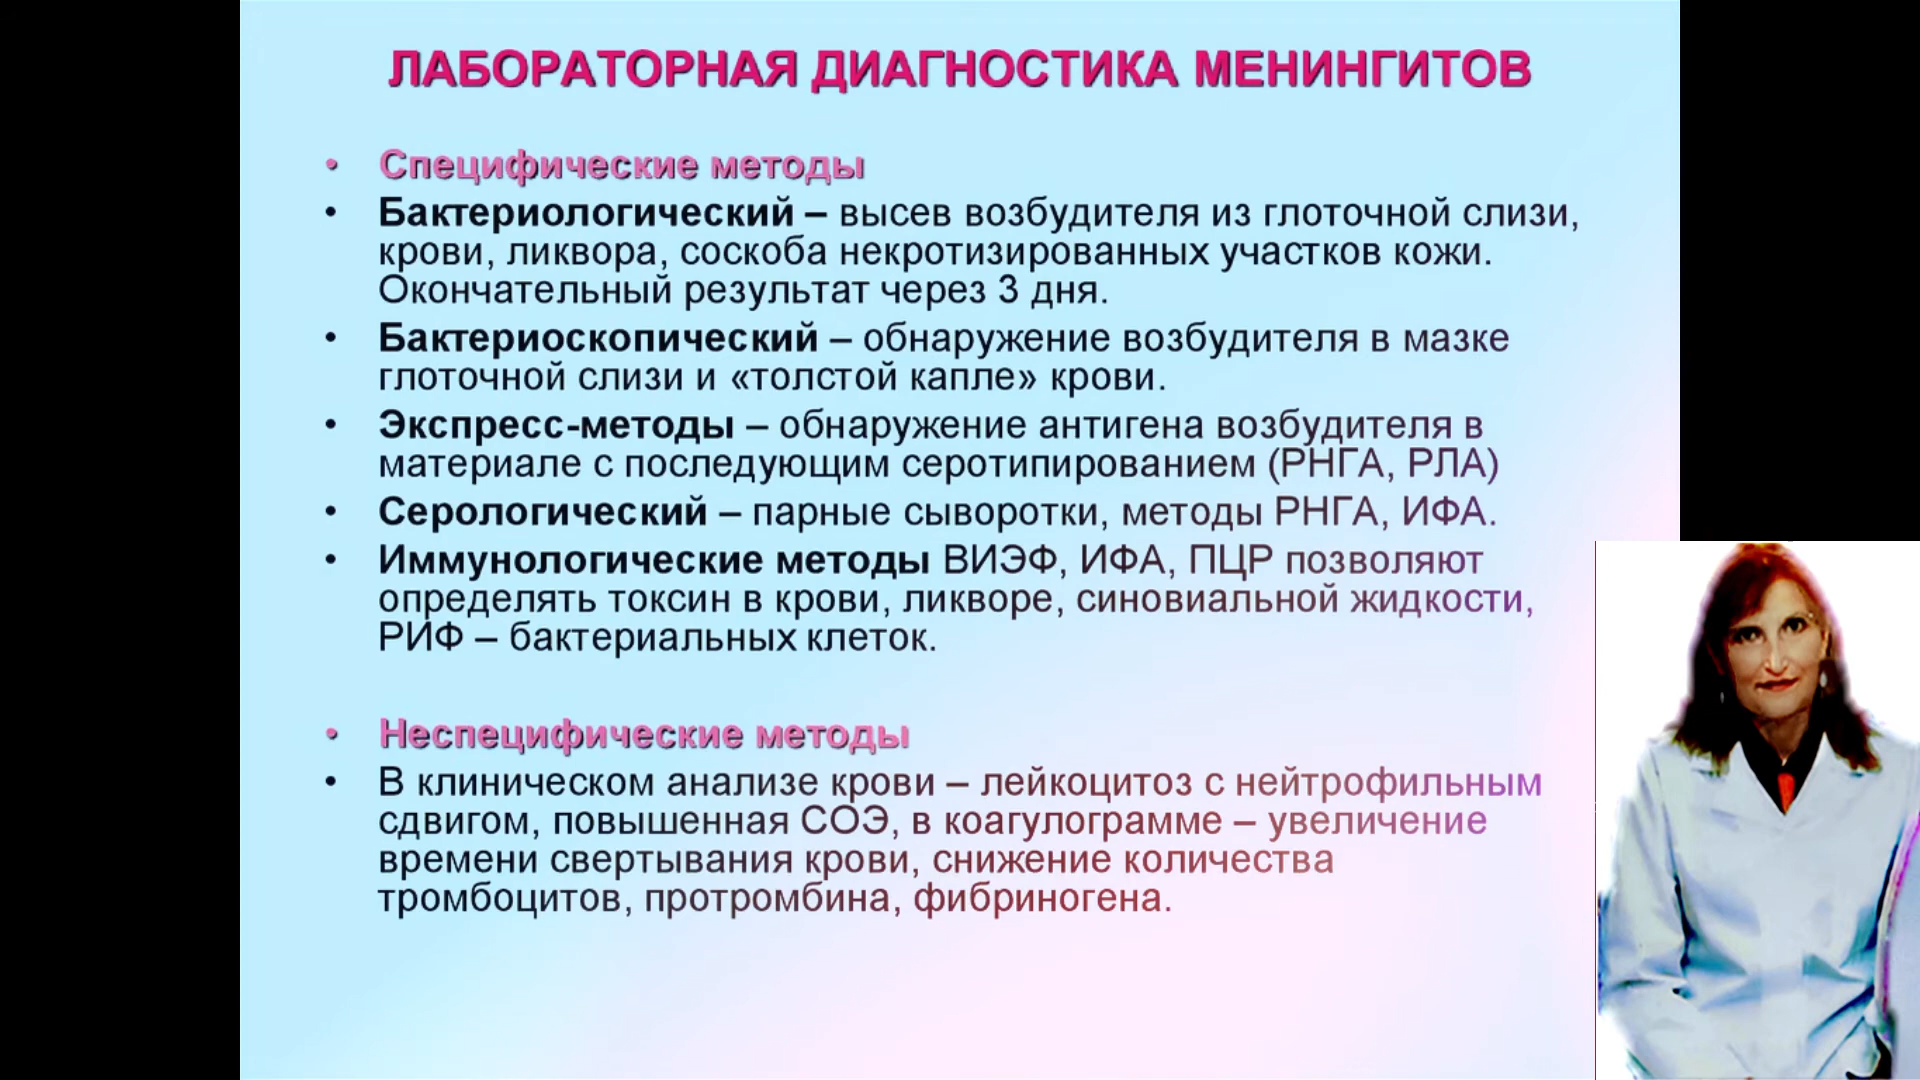 ЛАБОРАТОРНАЯ ДИАГНОСТИКА МЕНИНГИТОВ
• Специфические методы
• Бактериологический – высев возбудителя из глоточной слизи,
крови, ликвора, соскоба некротизированных участков кожи.
Окончательный результат через 3 дня.
• Бактериоскопический – обнаружение возбудителя в мазке
глоточной слизи и «толстой капле» крови.
• Экспресс-методы – обнаружение антигена возбудителя в
материале с последующим серотипированием (РНГА, РЛА)
• Серологический – парные сыворотки, методы РНГА, ИФА.
• Иммунологические методы ВИЭФ, ИФА, ПЦР позволяют
определять токсин в крови, ликворе, синовиальной жидкости,
РИФ – бактериальных клеток.
• Неспецифические методы
• В клиническом анализе крови – лейкоцитоз с нейтрофильным
сдвигом, повышенная СОЭ, в коагулограмме – увеличение
времени свертывания крови, снижение количества
тромбоцитов, протромбина, фибриногена.